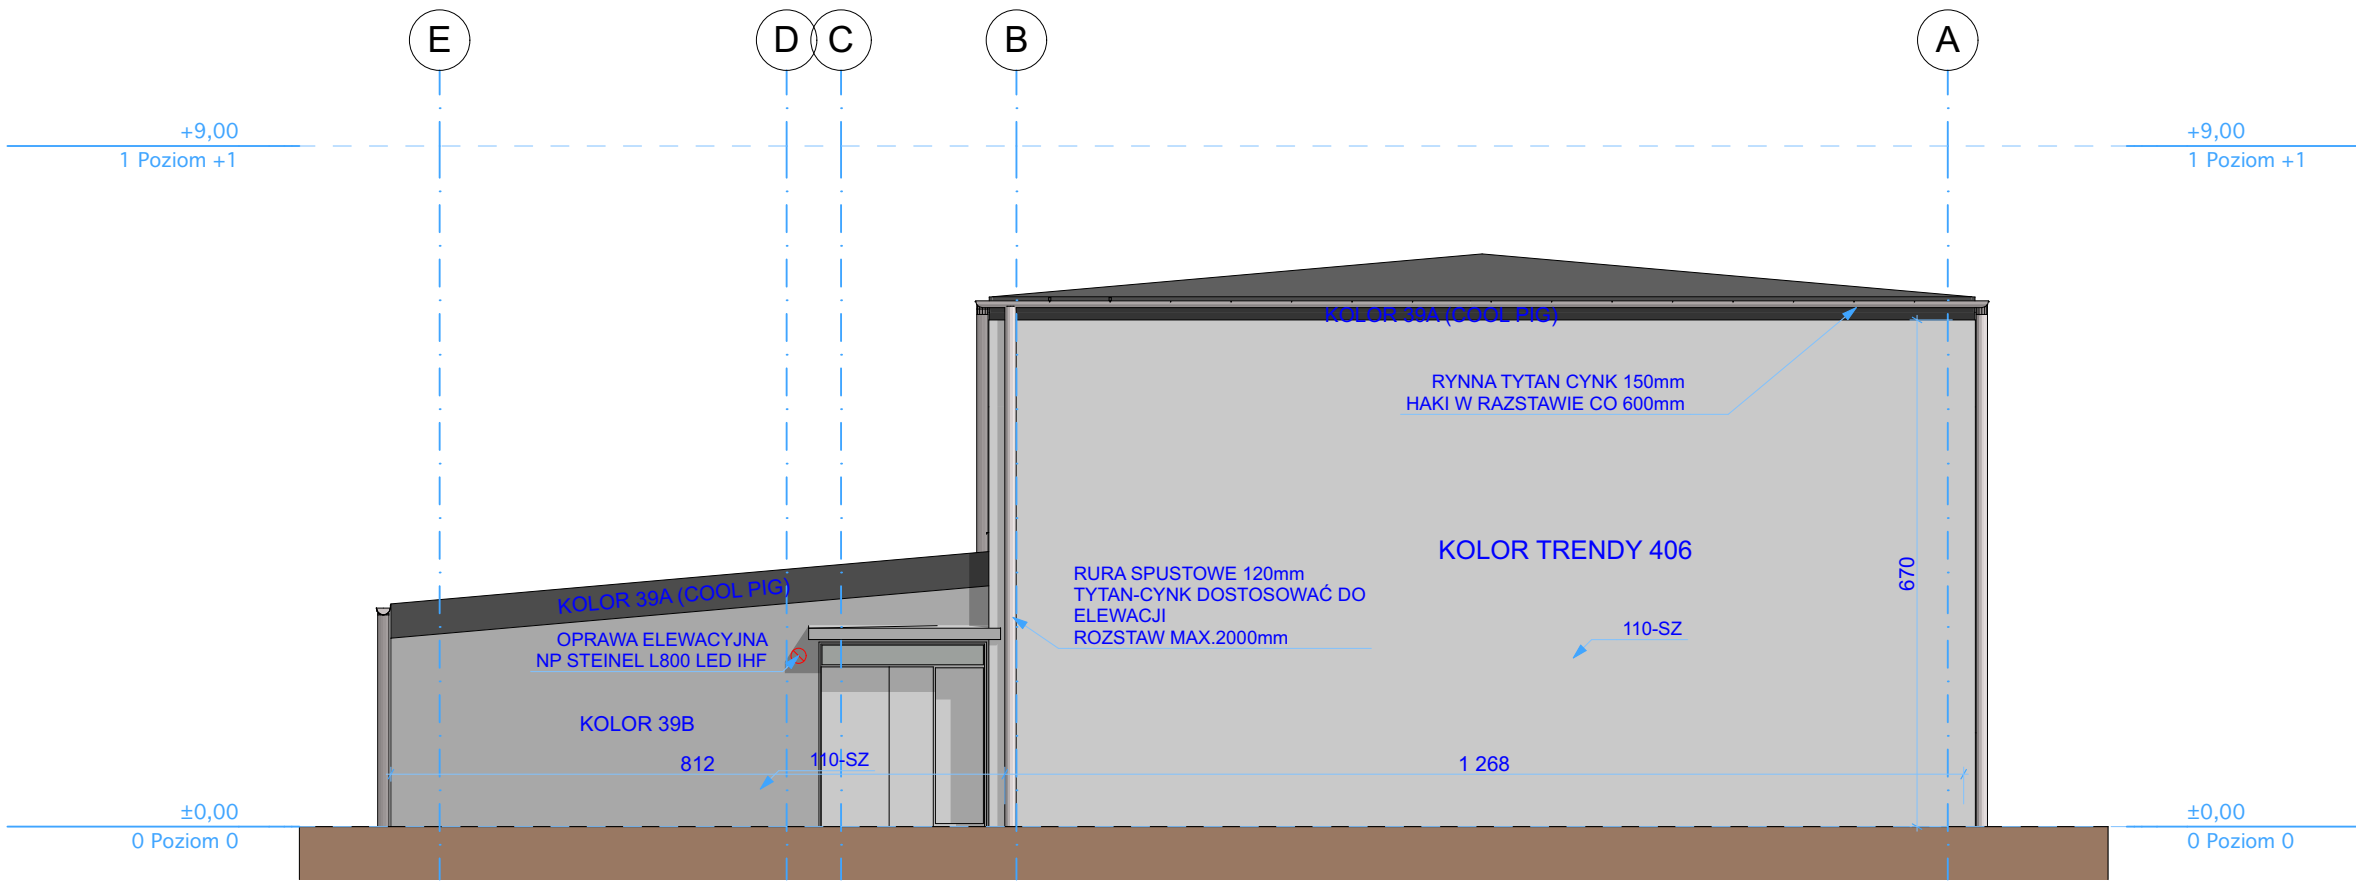 E
D
C
B
A
+9,00
1 Poziom +1
+9,00
1 Poziom +1
KOLOR 39A (COOL PIG)
RYNNA TYTAN CYNK 150mm
HAKI W RAZSTAWIE CO 600mm
KOLOR TRENDY 406
670
RURA SPUSTOWE 120mm
TYTAN-CYNK DOSTOSOWAĆ DO
ELEWACJI
ROZSTAW MAX.2000mm
110-SZ
KOLOR 39A (COOL PIG)
OPRAWA ELEWACYJNA
NP STEINEL L800 LED IHF
KOLOR 39B
812
110-SZ
1 268
±0,00
0 Poziom 0
±0,00
0 Poziom 0